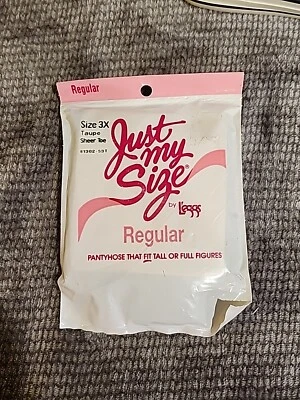 Regular
Size 3X
Taupe
Sheer Toe
Just
my
Size®
by L'eggs
Regular
PANTYHOSE THAT FIT TALL OR FULL FIGURES